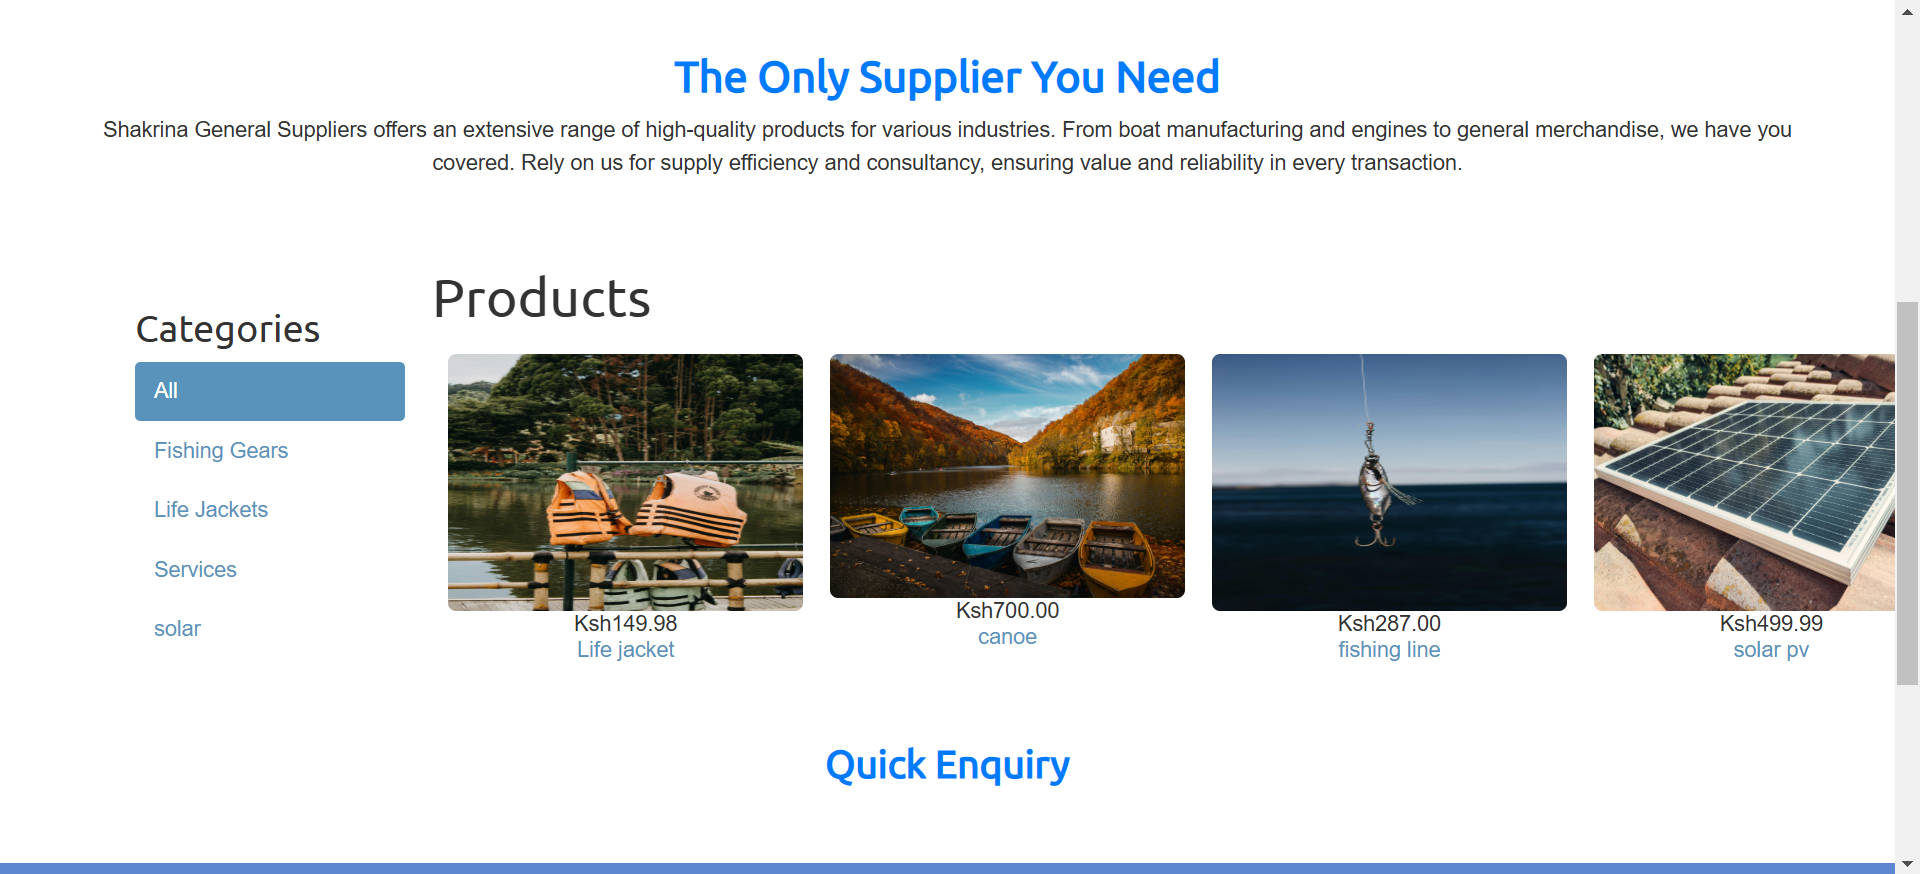 The Only Supplier You Need
Shakrina General Suppliers offers an extensive range of high-quality products for various industries. From boat manufacturing and engines to general merchandise, we have you
covered. Rely on us for supply efficiency and consultancy, ensuring value and reliability in every transaction.
Categories
All
Fishing Gears
Life Jackets
Services
solar
Products
Ksh149.98
Life jacket
Ksh700.00
canoe
Ksh287.00
fishing line
Ksh499.99
solar pv
Quick Enquiry